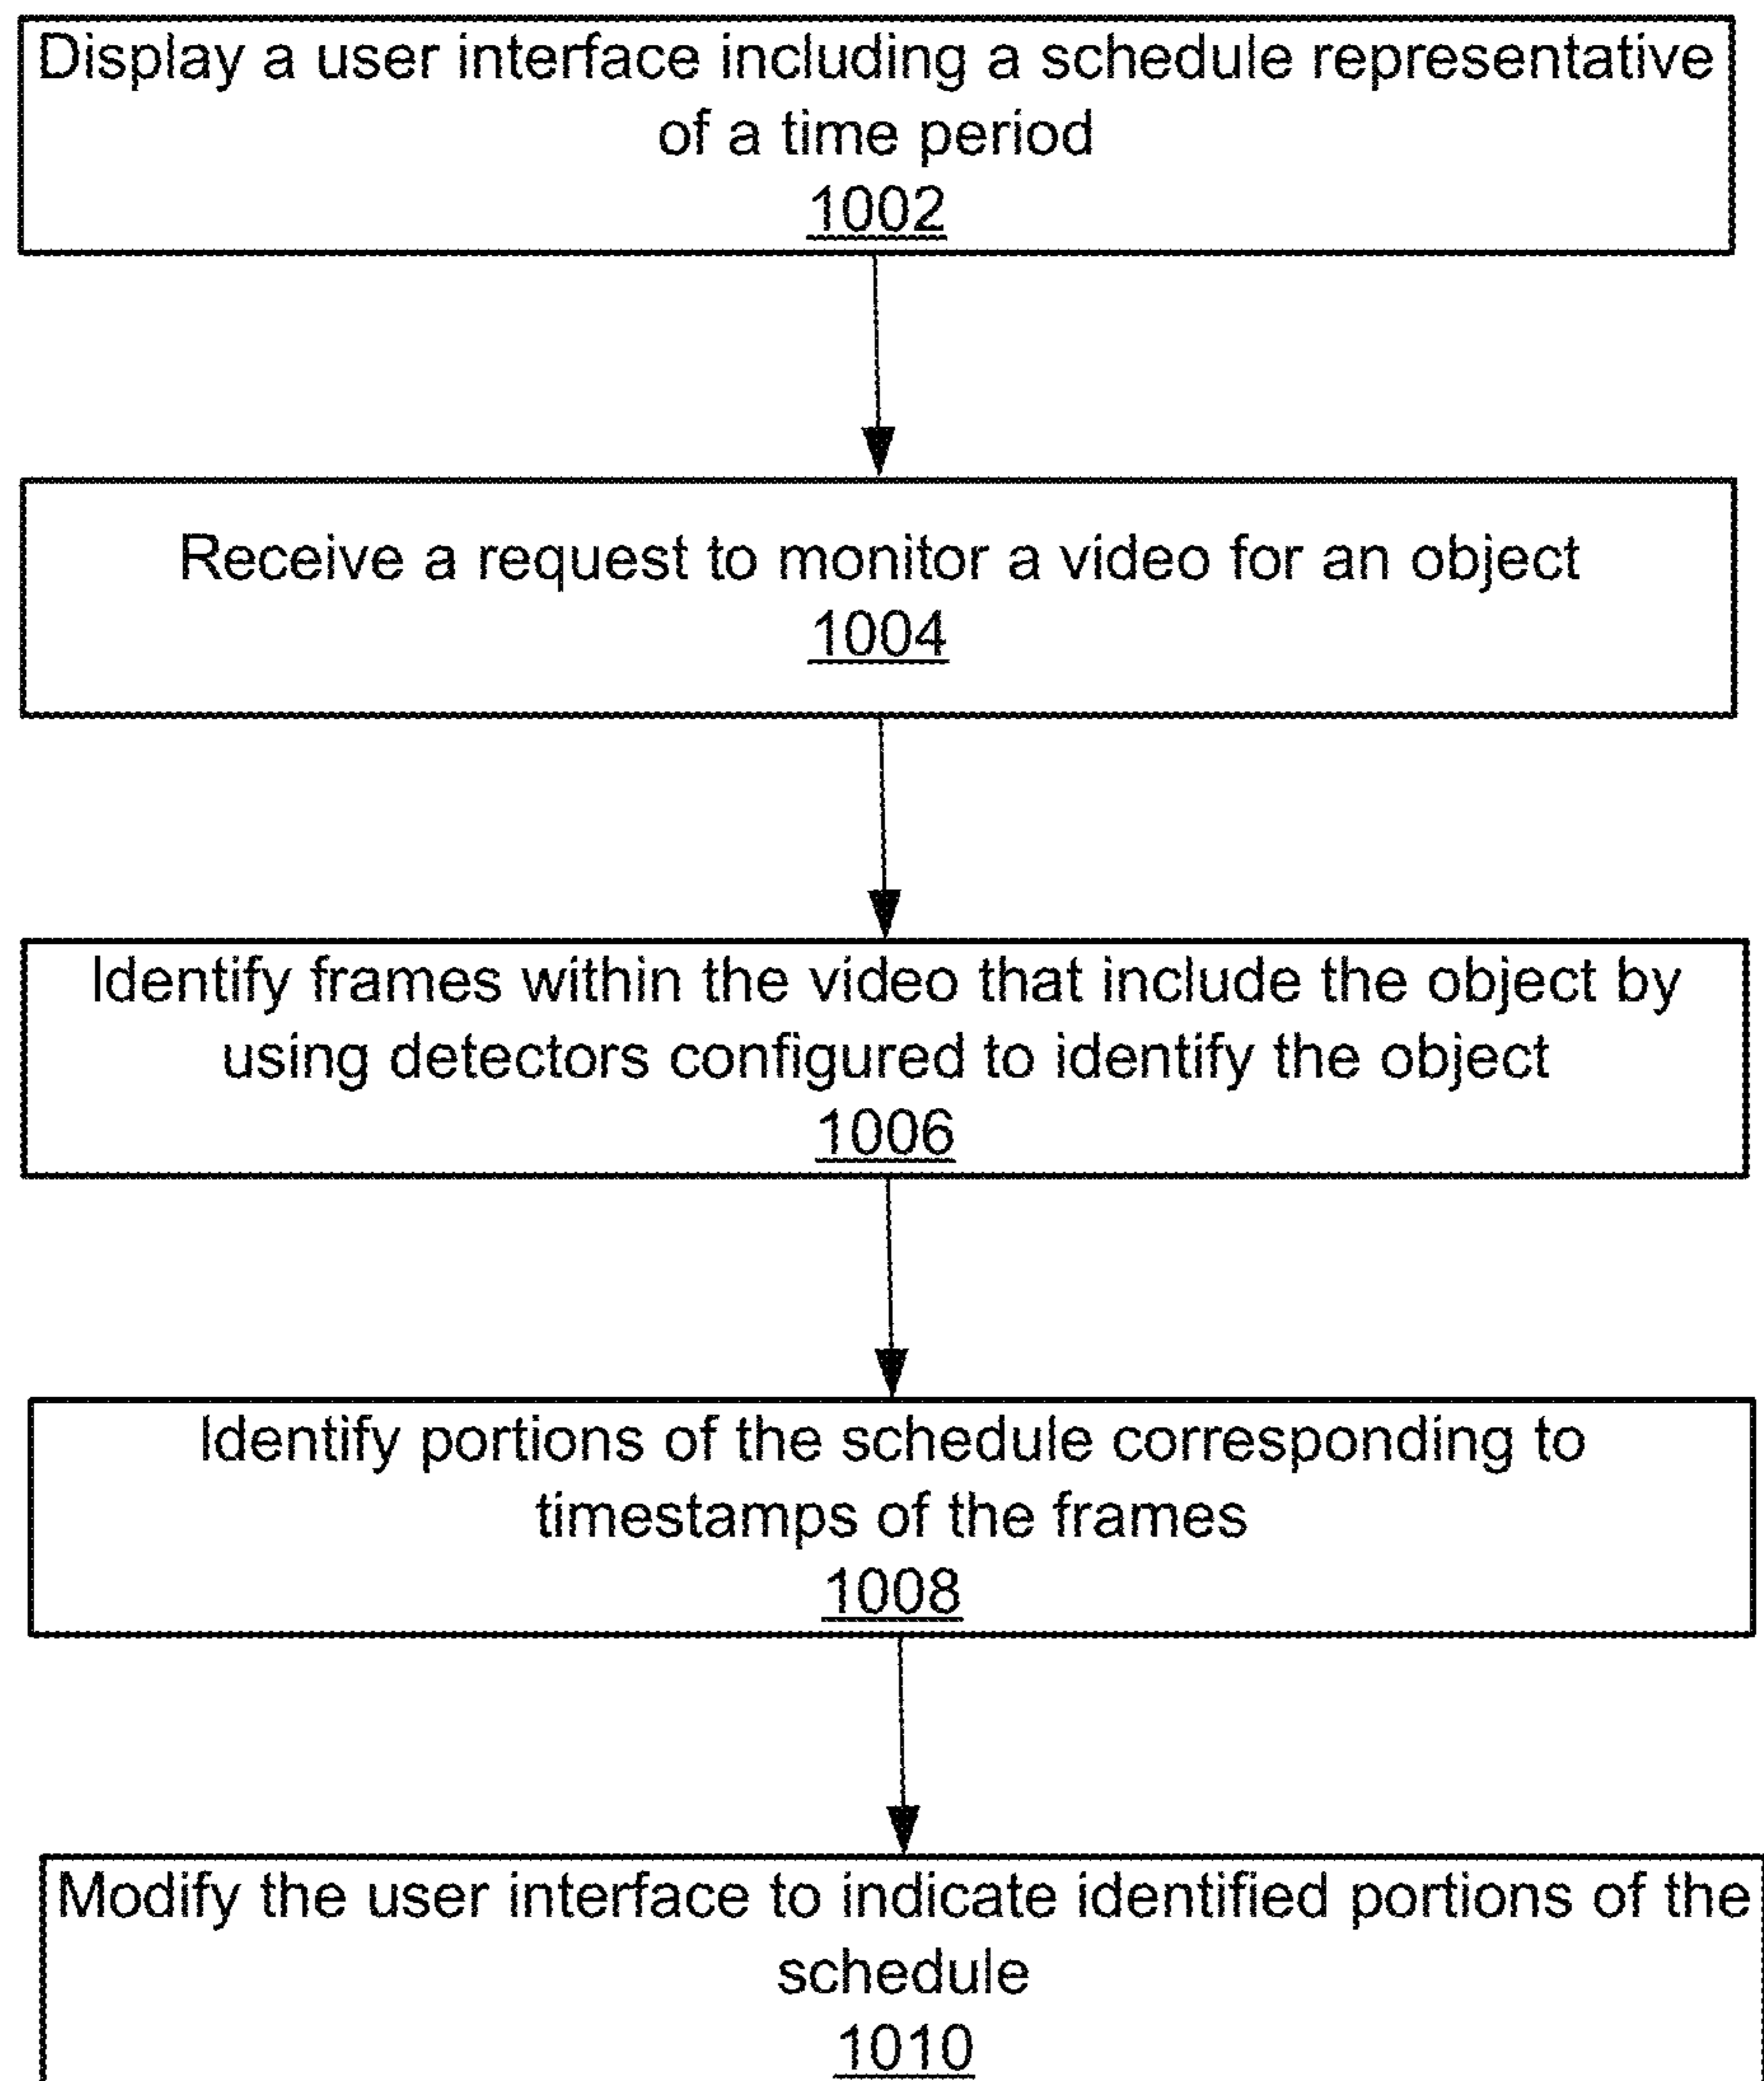 Display a user interface including a schedule representative
of a time period
1002
Receive a request to monitor a video for an object
1004
Identify frames within the video that include the object by
using detectors configured to identify the object
1006
Identify portions of the schedule corresponding to
timestamps of the frames
1008
Modify the user interface to indicate identified portions of the
schedule
1010